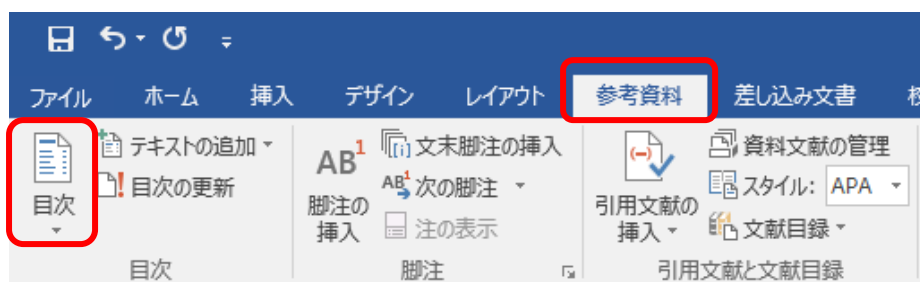 ファイル ホーム 挿入 デザイン レイアウト 参考資料 差し込み文書
目次
テキストの追加
目次の更新
目次
AB1
脚注の
挿入
文末脚注の挿入
次の脚注
注の表示
脚注
引用文献の
挿入
資料文献の管理
スタイル: APA
文献目録
引用文献と文献目録